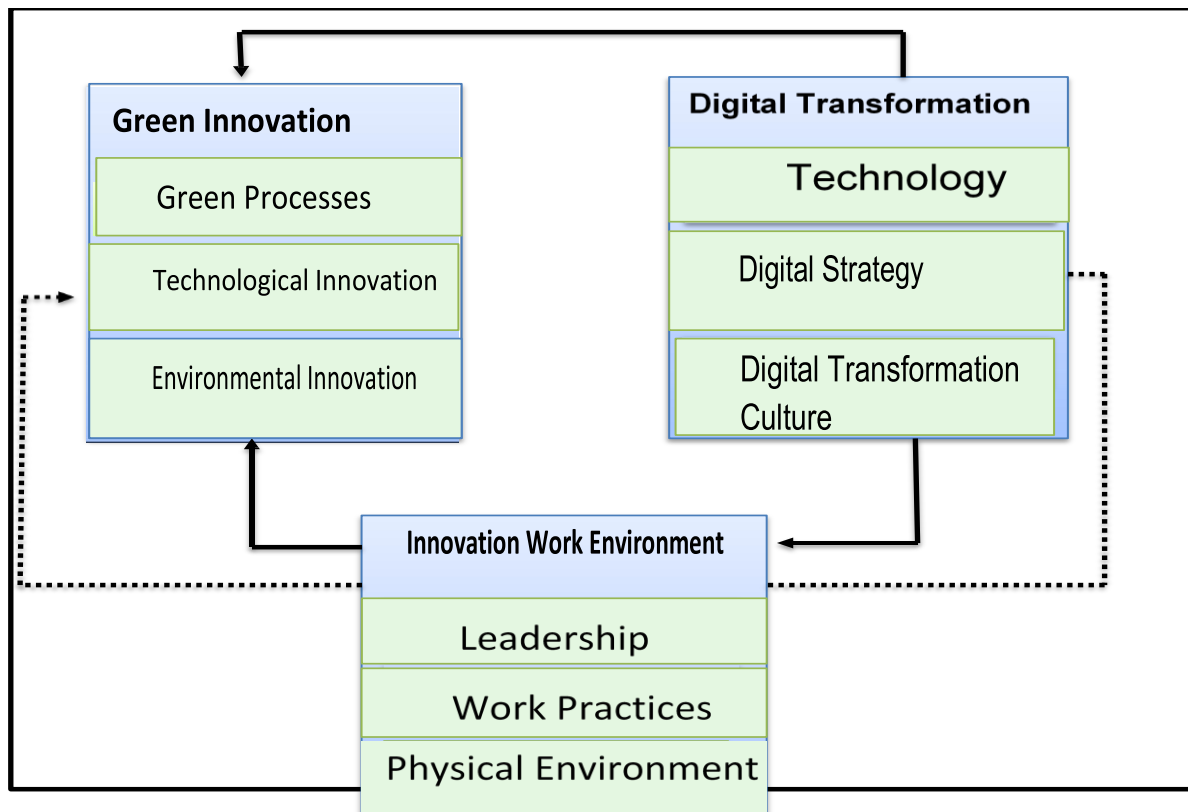 Green Innovation
Green Processes
Technological Innovation
Environmental Innovation
Digital Transformation
Technology
Digital Strategy
Digital Transformation
Culture
Innovation Work Environment
Leadership
Work Practices
Physical Environment